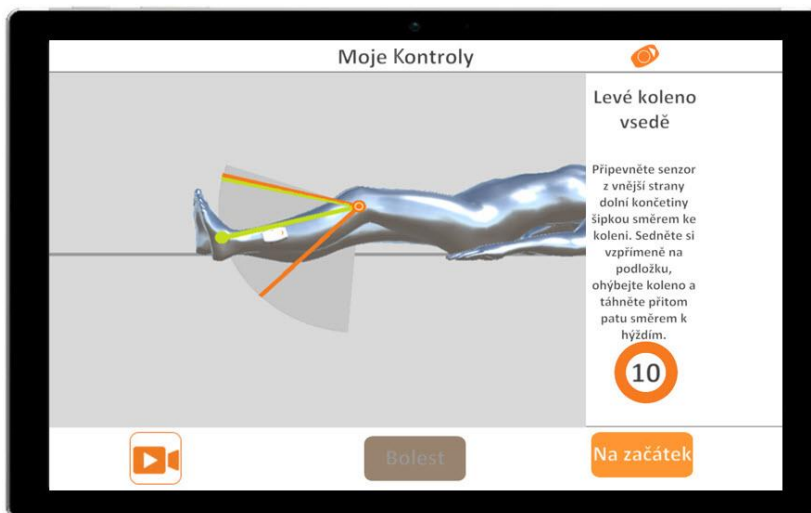 Moje Kontroly
Levé koleno
vsedě
Připevněte senzor
z vnější strany
dolní končetiny
šipkou směrem ke
koleni. Sedněte si
vzpřímeně na
podložku,
ohýbejte koleno a
táhněte přitom
patu směrem k
hýždím.
10
Bolest
Na začátek